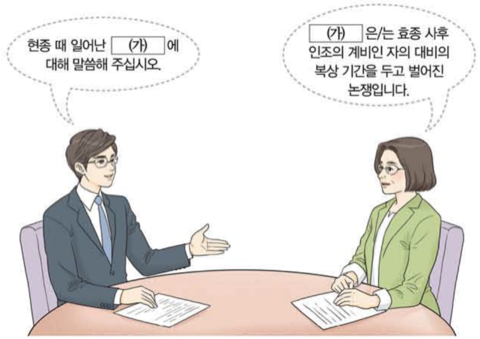 현종 때 일어난 (가) 에
대해 말씀해 주십시오.
(가) 은/는 효종 사후
인조의 계비인 자의 대비의
복상 기간을 두고 벌어진
논쟁입니다.